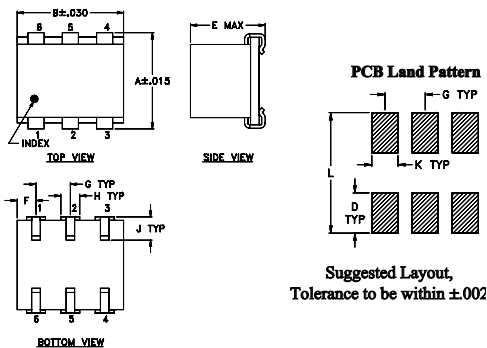 B±.030
6 5 4
A±.015
INDEX
1 2 3
TOP VIEW
E MAX
SIDE VIEW
PCB Land Pattern
G TYP
K TYP
L
D TYP
Suggested Layout,
Tolerance to be within ±.002
G TYP
H TYP
F
1 2 3
J TYP
6 5 4
BOTTOM VIEW